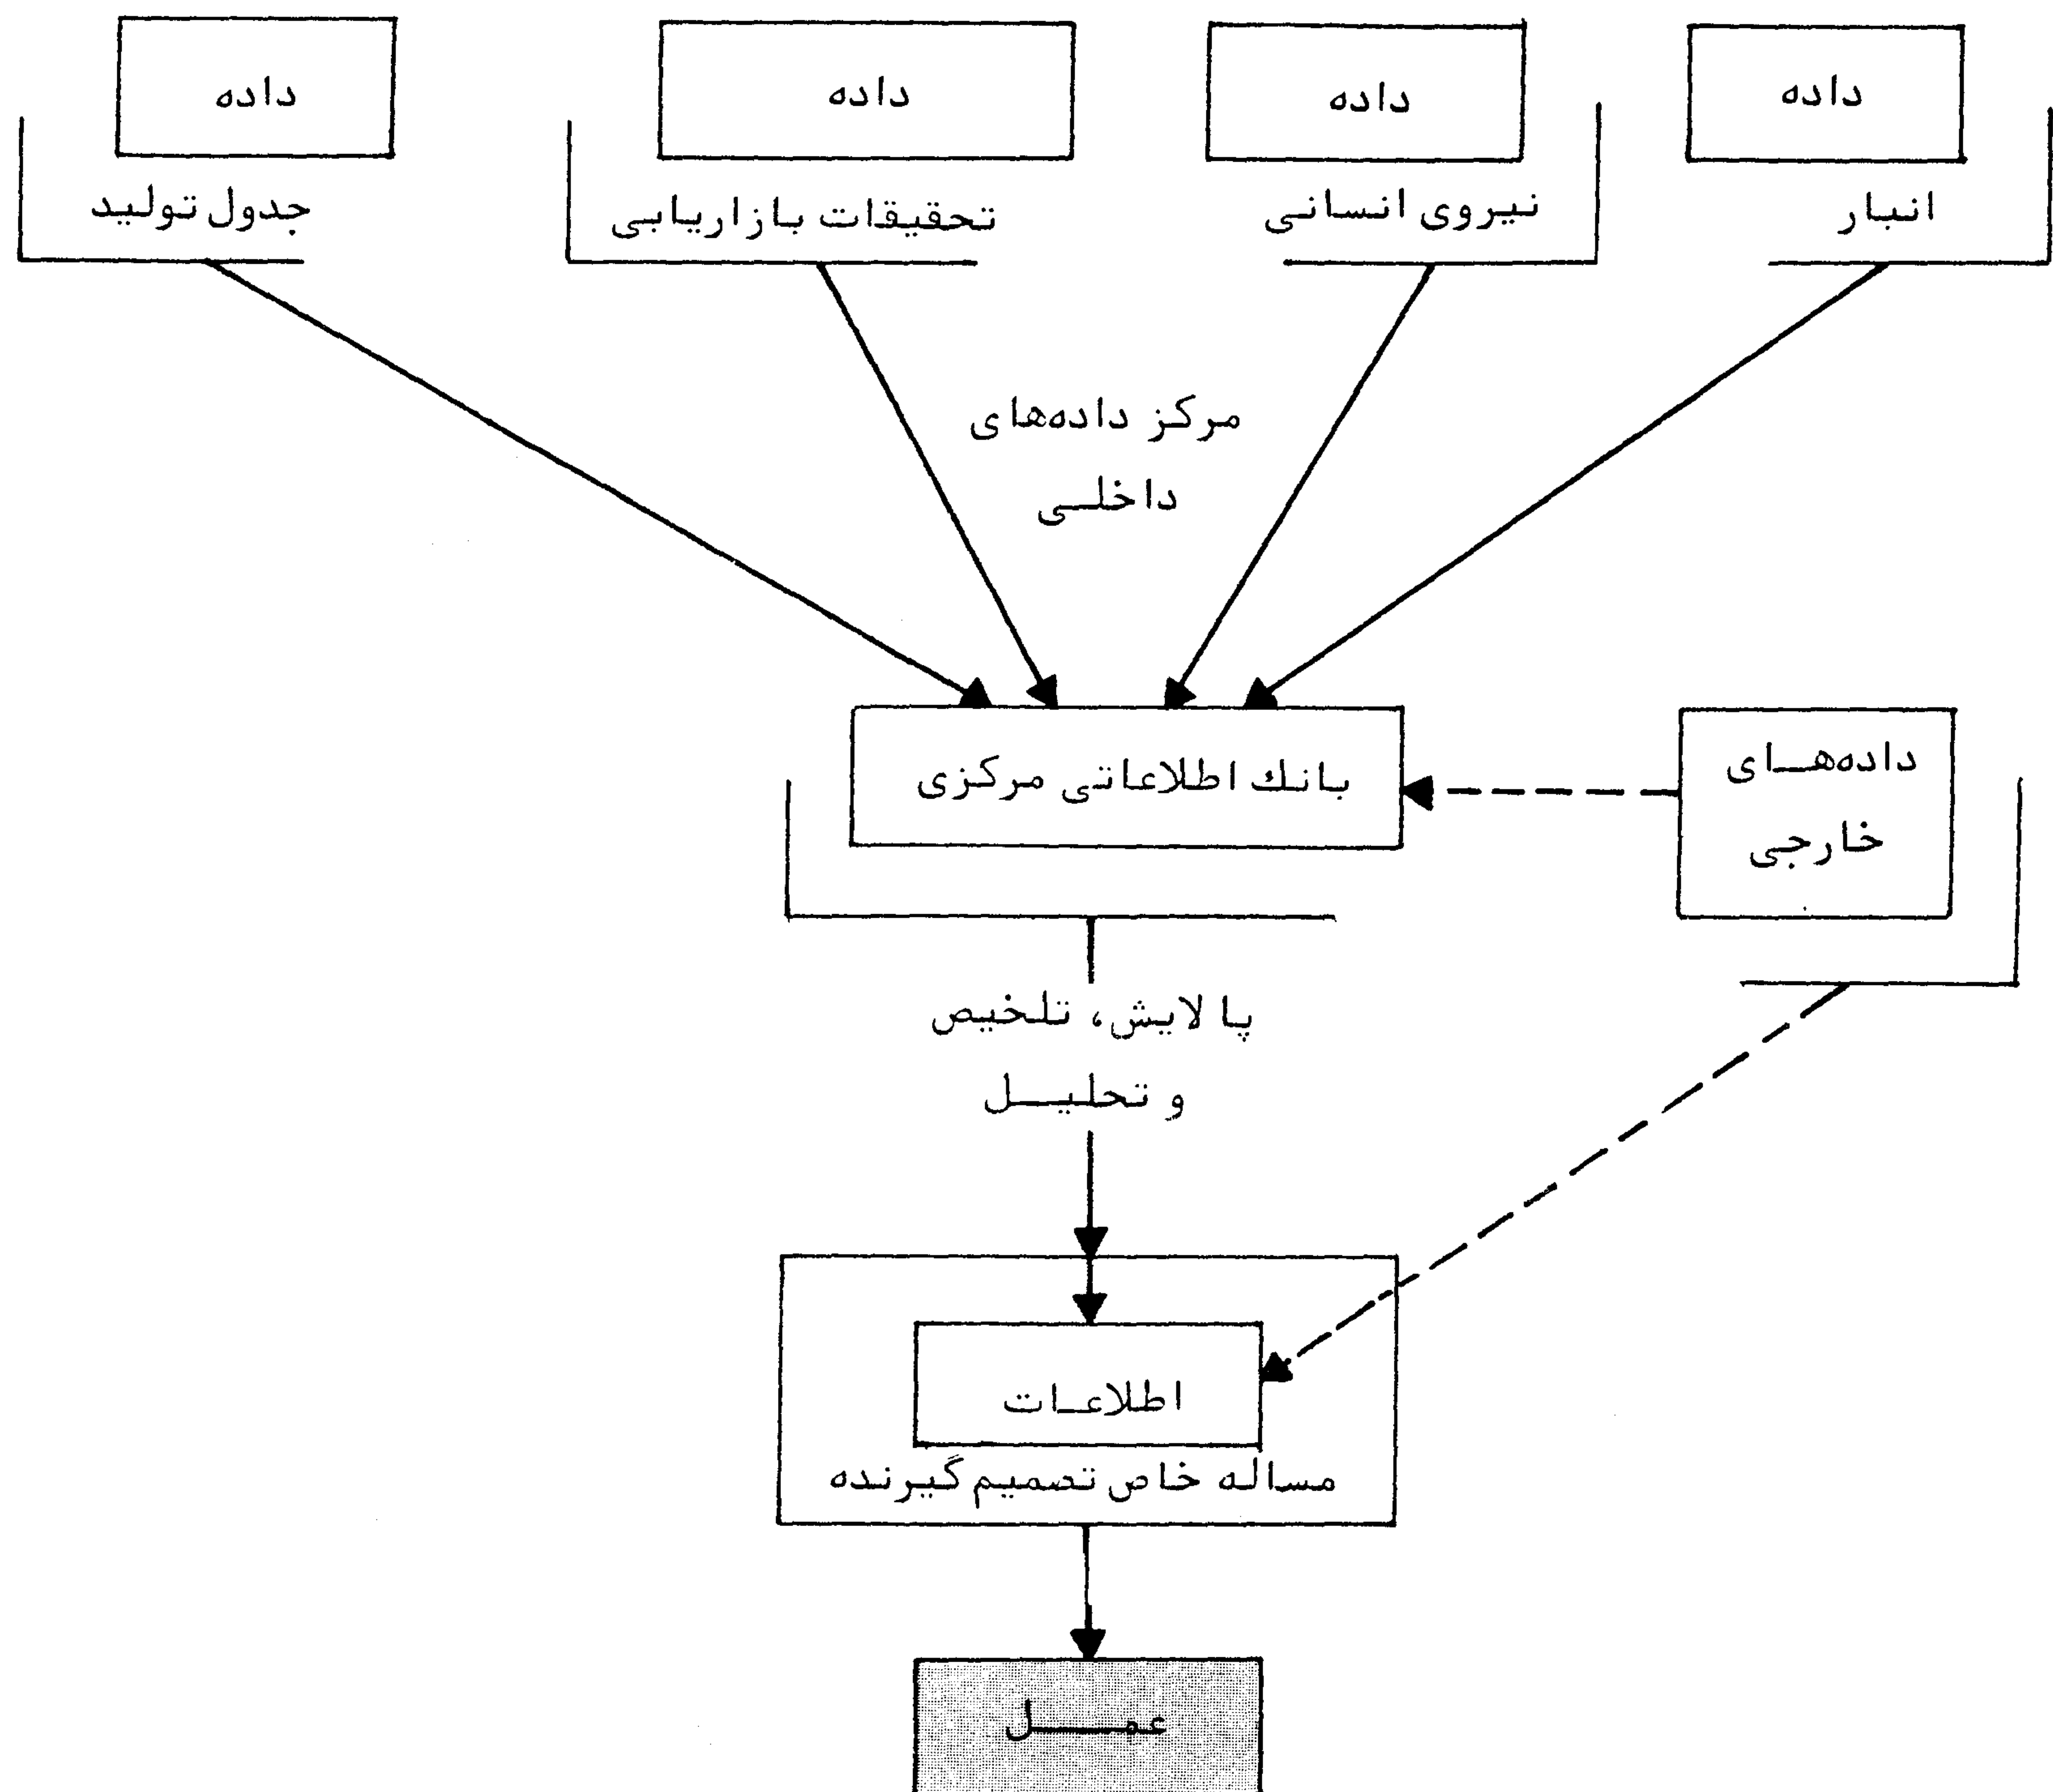 داده
داده
داده
داده
انبار
نیروی انسانی
تحقیقات بازاریابی
جدول تولید
مرکز داده‌های
داخلی
بانك اطلاعاتی مرکزی
داده‌های
خارجی
پالایش، تلخیص
و تحلیل
اطلاعات
مساله خاص تصمیم گیرنده
عمل